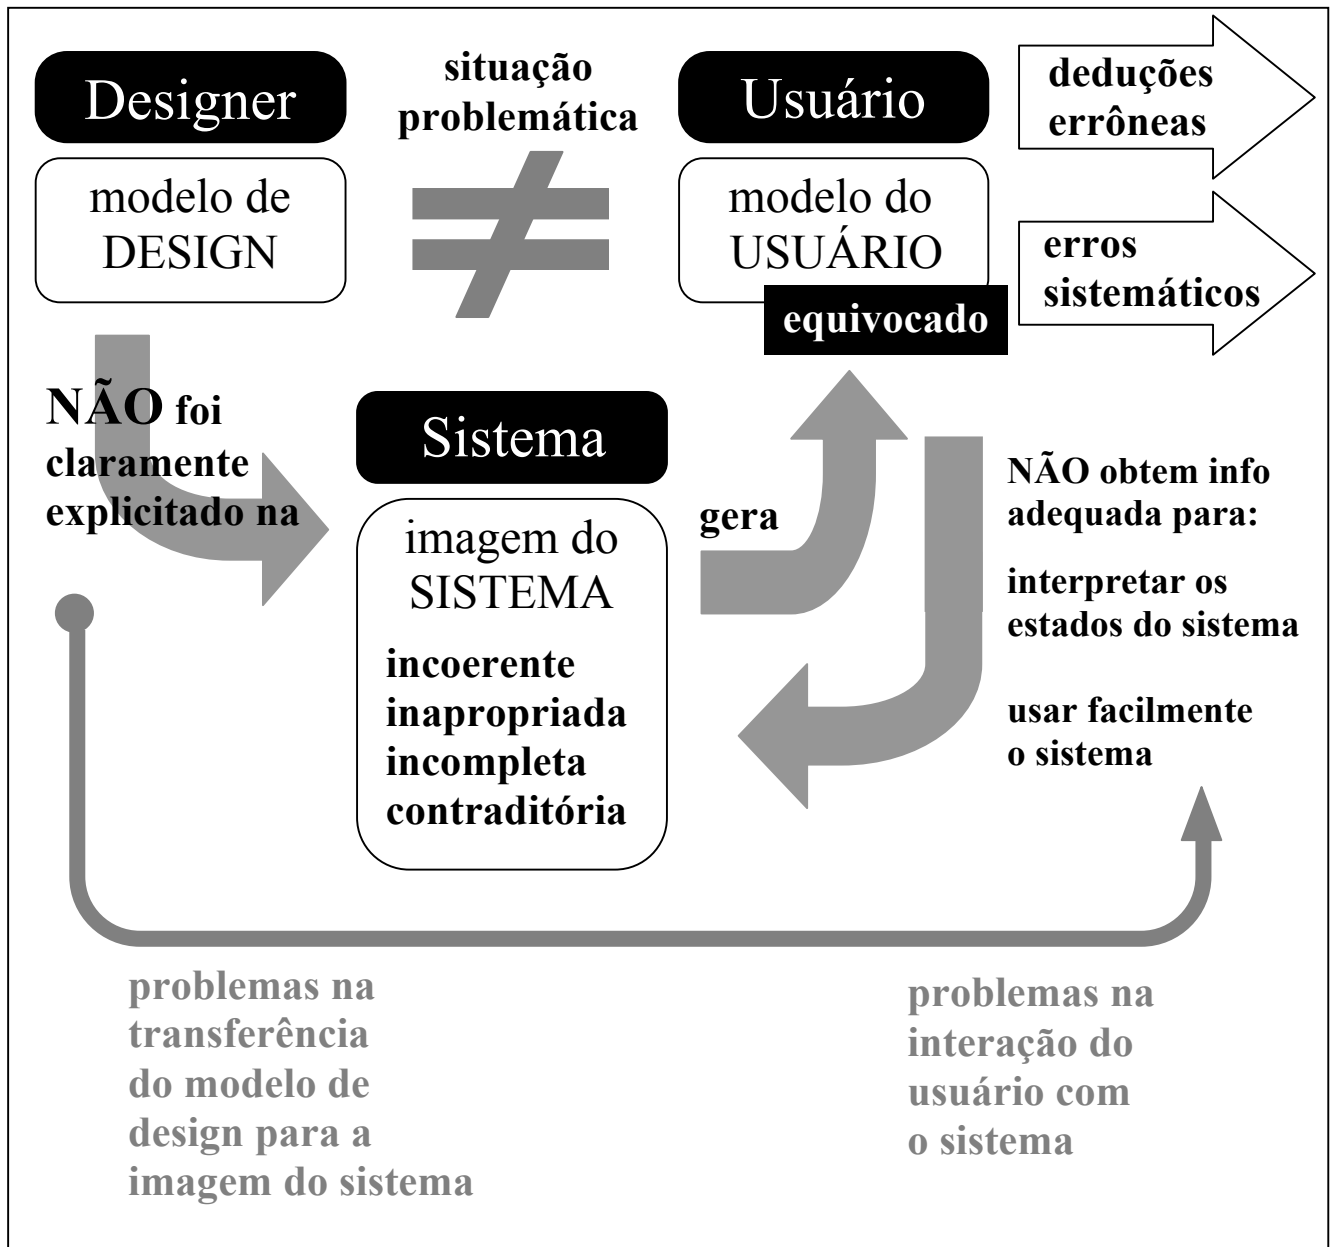 Designer
situação
problemática
Usuário
deduções
errôneas
modelo de
DESIGN
modelo do
USUÁRIO
equivocado
erros
sistemáticos
NÃO foi
claramente
explicitado na
Sistema
imagem do
SISTEMA
incoerente
inapropriada
incompleta
contraditória
gera
NÃO obtem info
adequada para:
interpretar os
estados do sistema
usar facilmente
o sistema
problemas na
transferência
do modelo de
design para a
imagem do sistema
problemas na
interação do
usuário com
o sistema